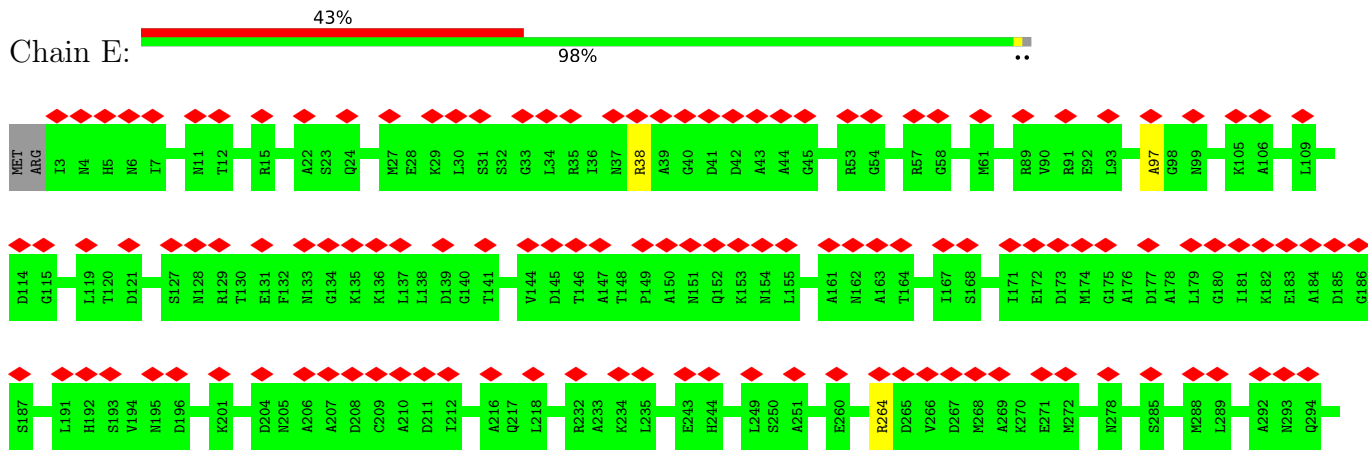 43%
Chain E:
98%
••
MET ARG I3 N4 H5 N6 I7 N11 T12 R15 A22 S23 Q24 M27 E28 K29 L30 S31 S32 G33 L34 R35 I36 N37 R38 A39 G40 D41 D42 A43 A44 G45 R53 G54 R57 G58 M61 R89 V90 R91 E92 L93 A97 G98 N99 K105 A106 L109
D114 G115 L119 T120 D121 S127 N128 R129 T130 E131 F132 N133 G134 K135 K136 L137 L138 D139 G140 T141 V144 D145 T146 A147 T148 P149 A150 N151 Q152 K153 N154 L155 A161 N162 A163 T164 I167 S168 I171 E172 D173 M174 G175 A176 D177 A178 L179 G180 I181 K182 E183 A184 D185 G186
S187 L191 H192 S193 V194 N195 D196 K201 D204 N205 A206 A207 D208 C209 A210 D211 I212 A216 Q217 L218 R232 A233 K234 L235 E243 H244 L249 S250 A251 E260 R264 D265 V266 D267 M268 A269 K270 E271 M272 N278 S285 M288 L289 A292 N293 Q294